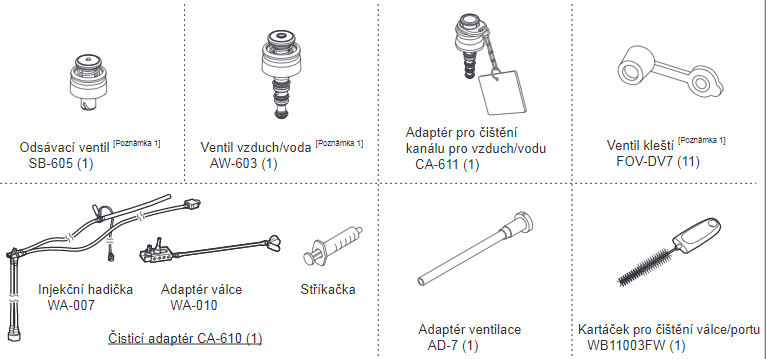 Odsávací ventil [Poznámka 1]
SB-605 (1)
Ventil vzduch/voda [Poznámka 1]
AW-603 (1)
Adaptér pro čištění
kanálu pro vzduch/vodu
CA-611 (1)
Ventil kleští [Poznámka 1]
FOV-DV7 (11)
Injekční hadička
WA-007
Adaptér válce
WA-010
Stříkačka
Čisticí adaptér CA-610 (1)
Adaptér ventilace
AD-7 (1)
Kartáček pro čištění válce/portu
WB11003FW (1)